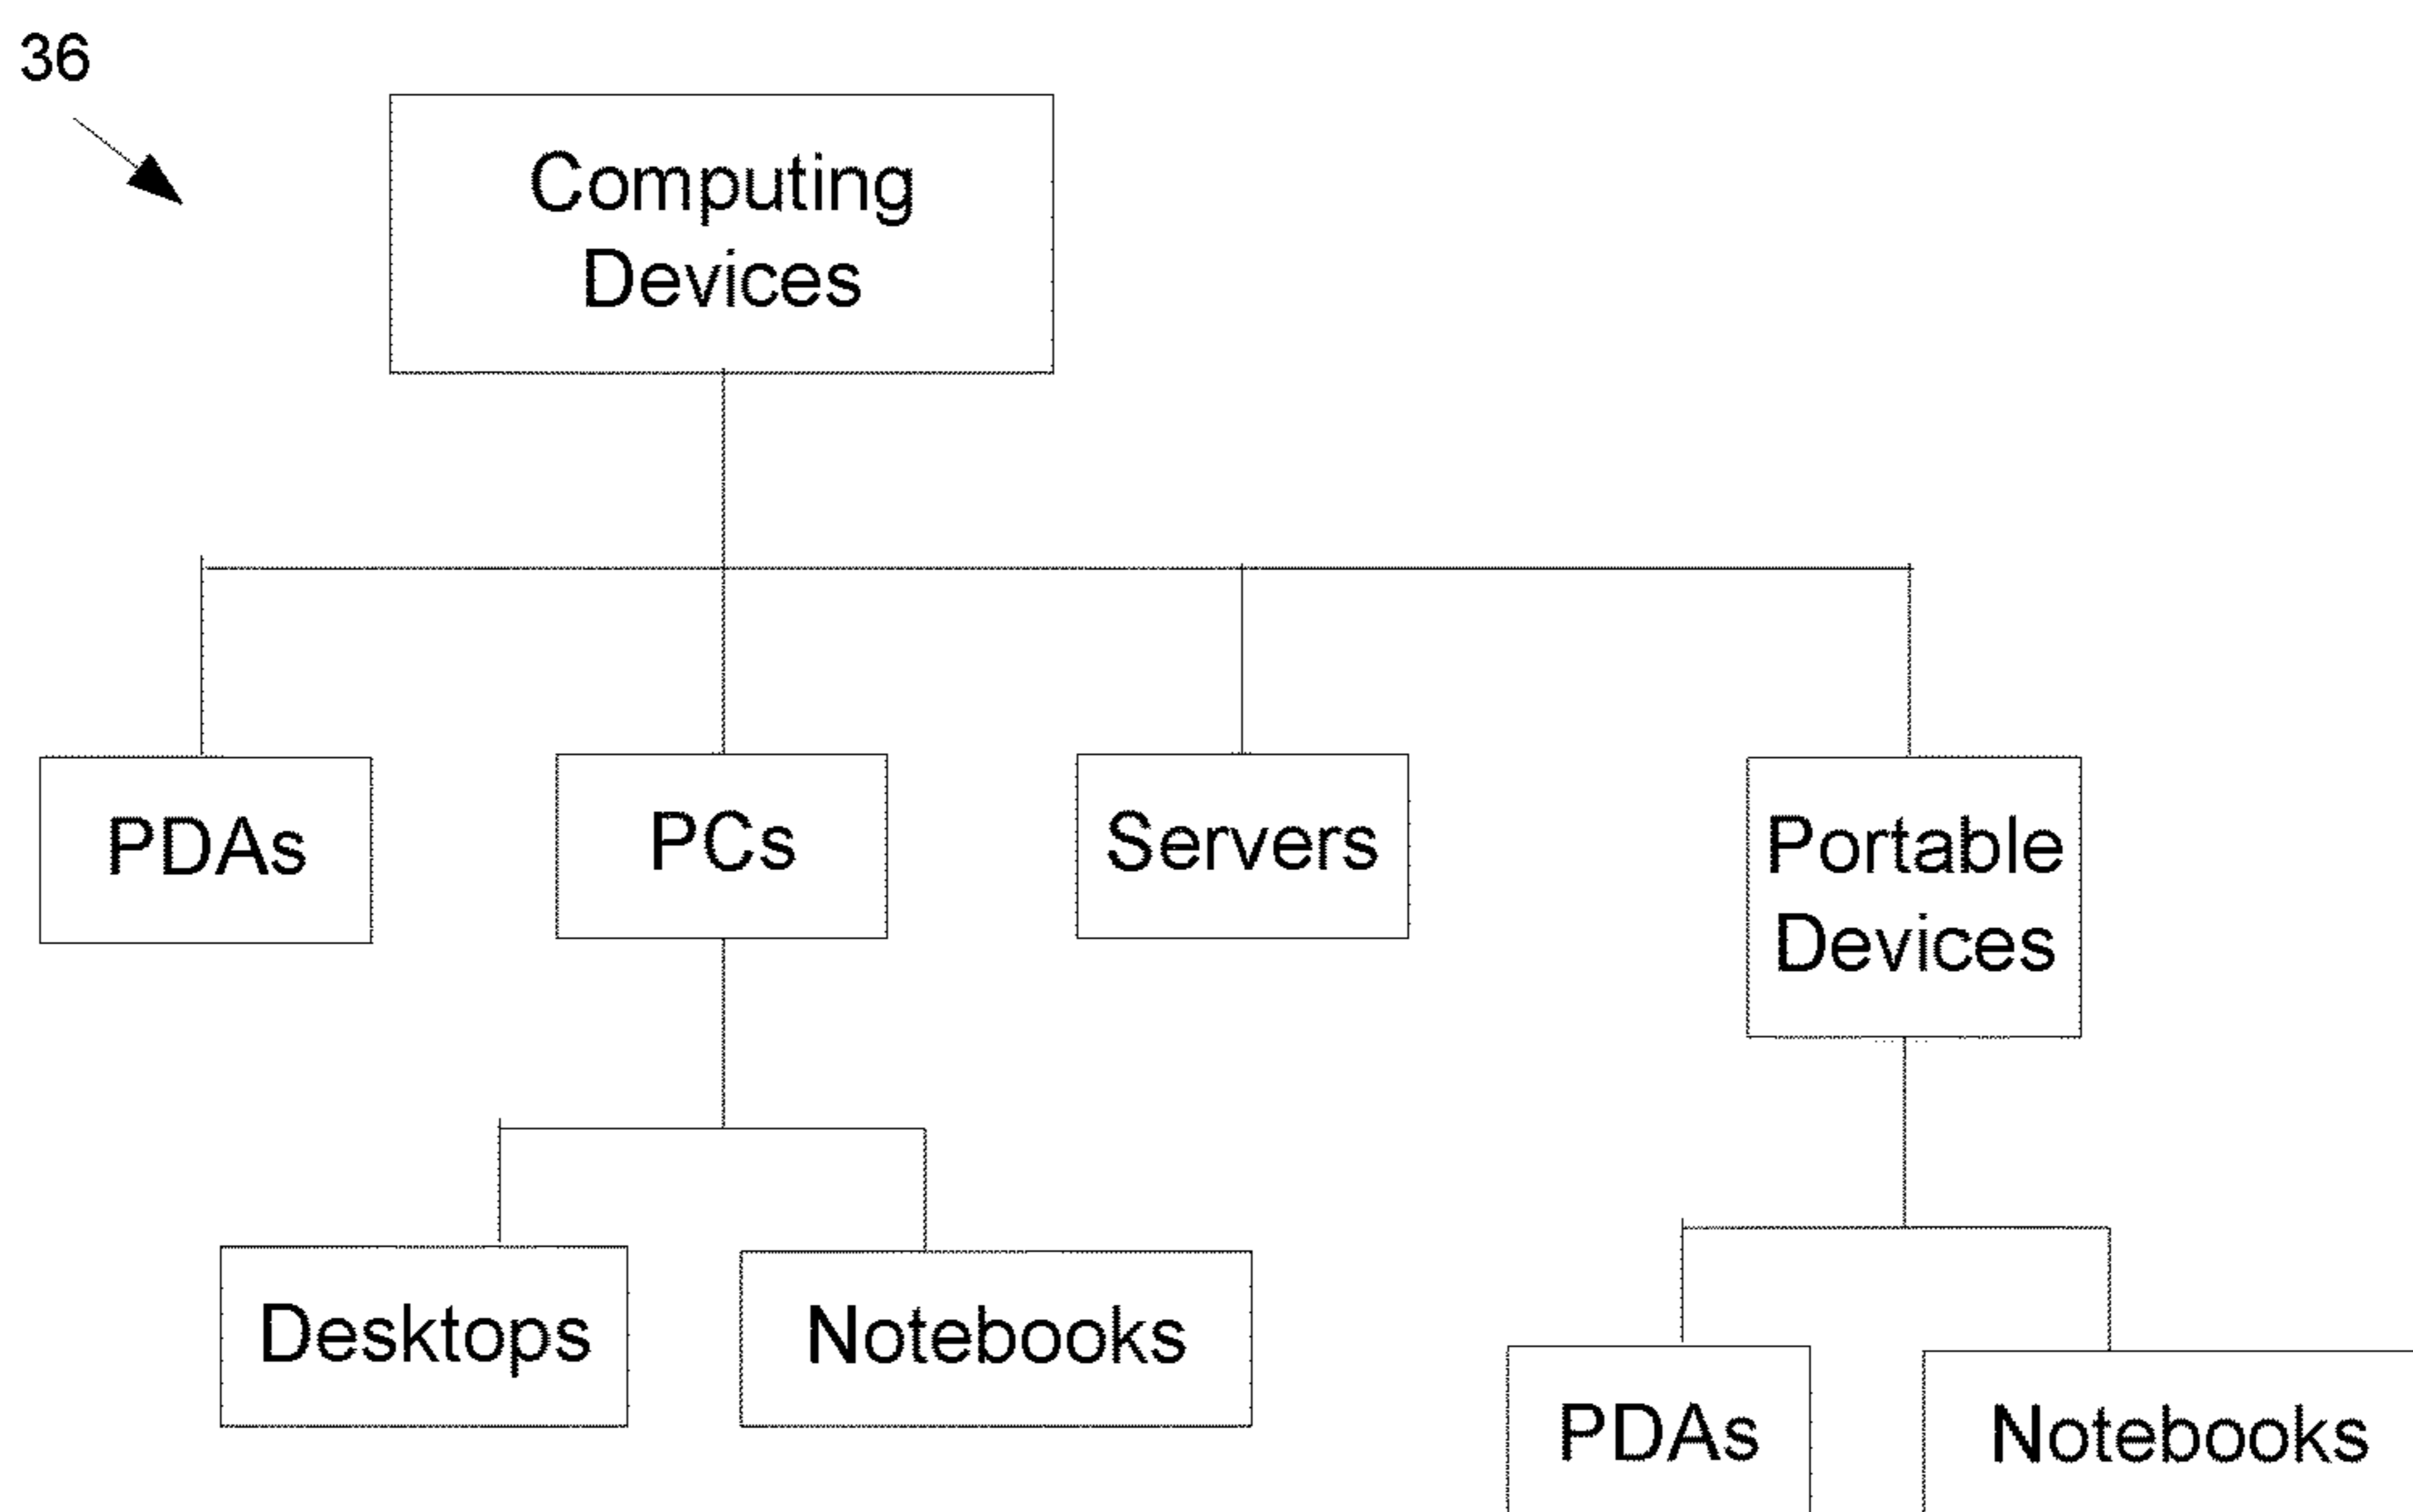 36
Computing
Devices
PDAs
PCs
Servers
Portable
Devices
Desktops
Notebooks
PDAs
Notebooks